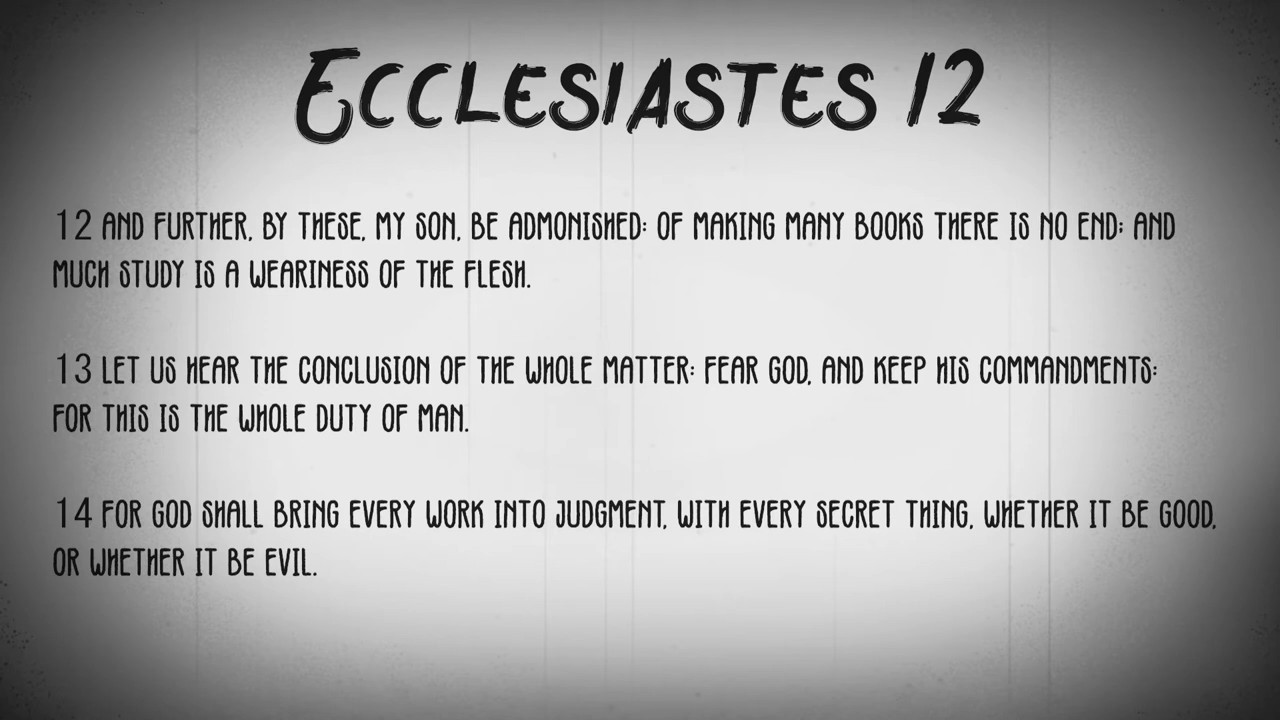 ECCLESIASTES 12
12 AND FURTHER, BY THESE, MY SON, BE ADMONISHED: OF MAKING MANY BOOKS THERE IS NO END; AND
MUCH STUDY IS A WEARINESS OF THE FLESH.
13 LET US HEAR THE CONCLUSION OF THE WHOLE MATTER: FEAR GOD, AND KEEP HIS COMMANDMENTS:
FOR THIS IS THE WHOLE DUTY OF MAN.
14 FOR GOD SHALL BRING EVERY WORK INTO JUDGMENT, WITH EVERY SECRET THING, WHETHER IT BE GOOD,
OR WHETHER IT BE EVIL.